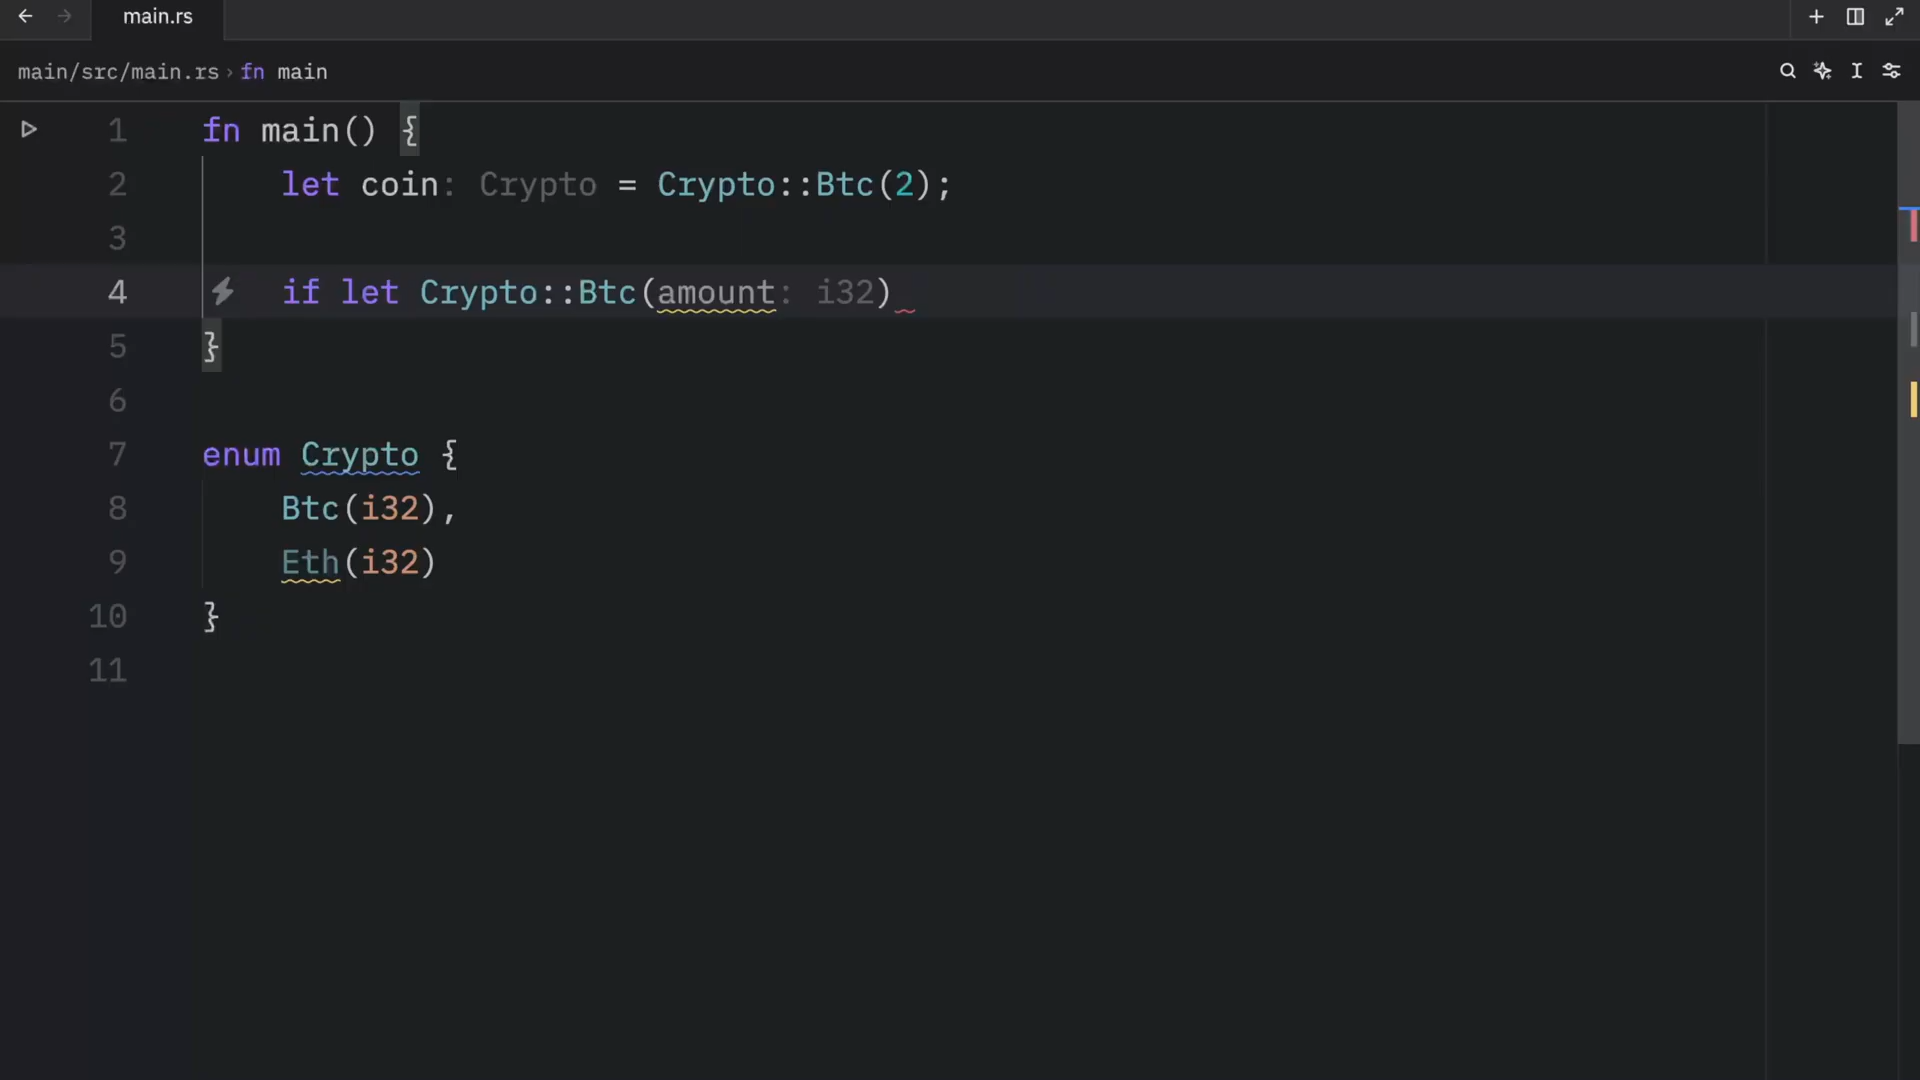 main.rs
main/src/main.rs › fn main
1 fn main() {
2 let coin: Crypto = Crypto::Btc(2);
3
4 if let Crypto::Btc(amount: i32)
5 }
6
7 enum Crypto {
8 Btc(i32),
9 Eth(i32)
10 }
11